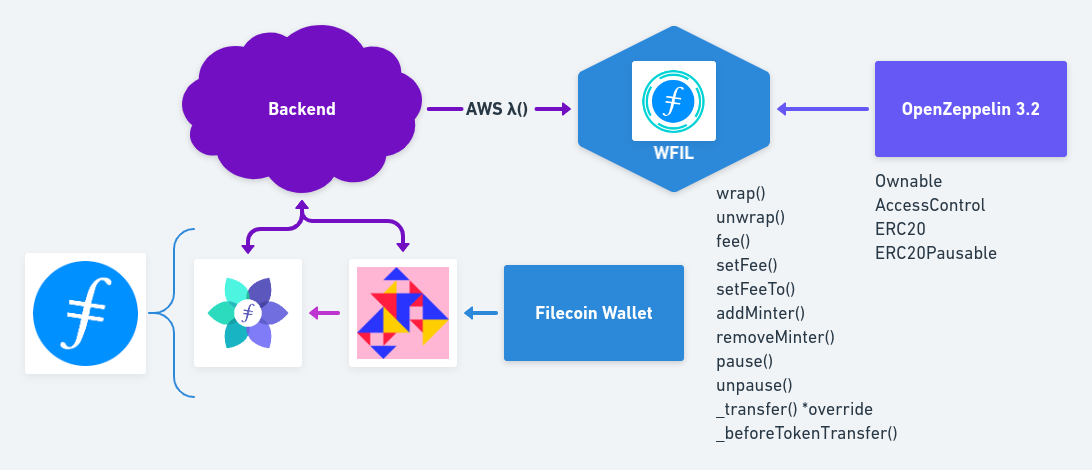 Backend
AWS λ()
WFIL
OpenZeppelin 3.2
Ownable
AccessControl
ERC20
ERC20Pausable
wrap()
unwrap()
fee()
setFee()
setFeeTo()
addMinter()
removeMinter()
pause()
unpause()
_transfer() *override
_beforeTokenTransfer()
Filecoin Wallet